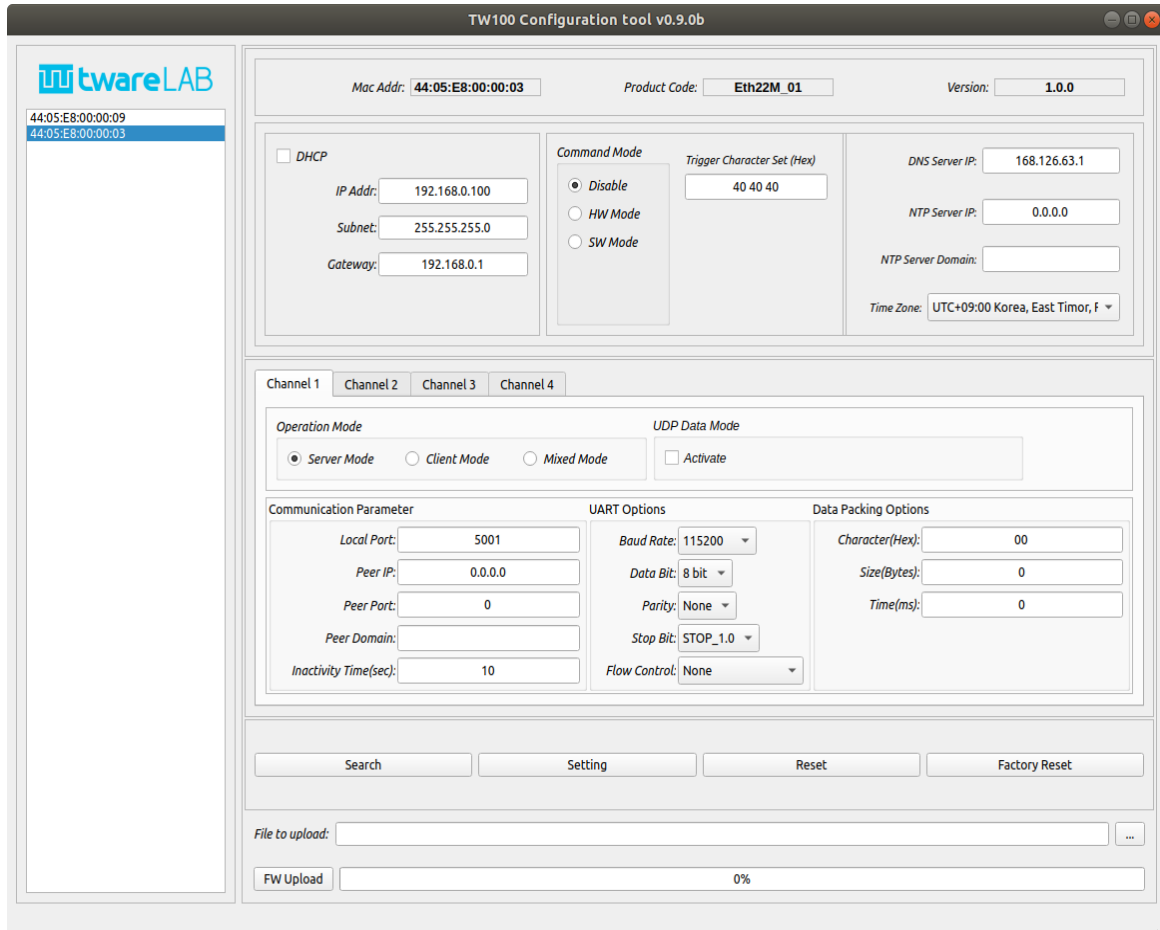 TW100 Configuration tool v0.9.0b
twareLAB
44:05:E8:00:00:09
44:05:E8:00:00:03
Mac Addr: 44:05:E8:00:00:03 Product Code: Eth22M_01 Version: 1.0.0
DHCP
IP Addr: 192.168.0.100
Subnet: 255.255.255.0
Gateway: 192.168.0.1
Command Mode
Disable
HW Mode
SW Mode
Trigger Character Set (Hex)
40 40 40
DNS Server IP: 168.126.63.1
NTP Server IP: 0.0.0.0
NTP Server Domain:
Time Zone: UTC+09:00 Korea, East Timor,
Channel 1 Channel 2 Channel 3 Channel 4
Operation Mode
Server Mode Client Mode Mixed Mode
UDP Data Mode
Activate
Communication Parameter
Local Port: 5001
Peer IP: 0.0.0.0
Peer Port: 0
Peer Domain:
Inactivity Time(sec): 10
UART Options
Baud Rate: 115200
Data Bit: 8 bit
Parity: None
Stop Bit: STOP_1.0
Flow Control: None
Data Packing Options
Character(Hex): 00
Size(Bytes): 0
Time(ms): 0
Search Setting Reset Factory Reset
File to upload: ...
FW Upload 0%